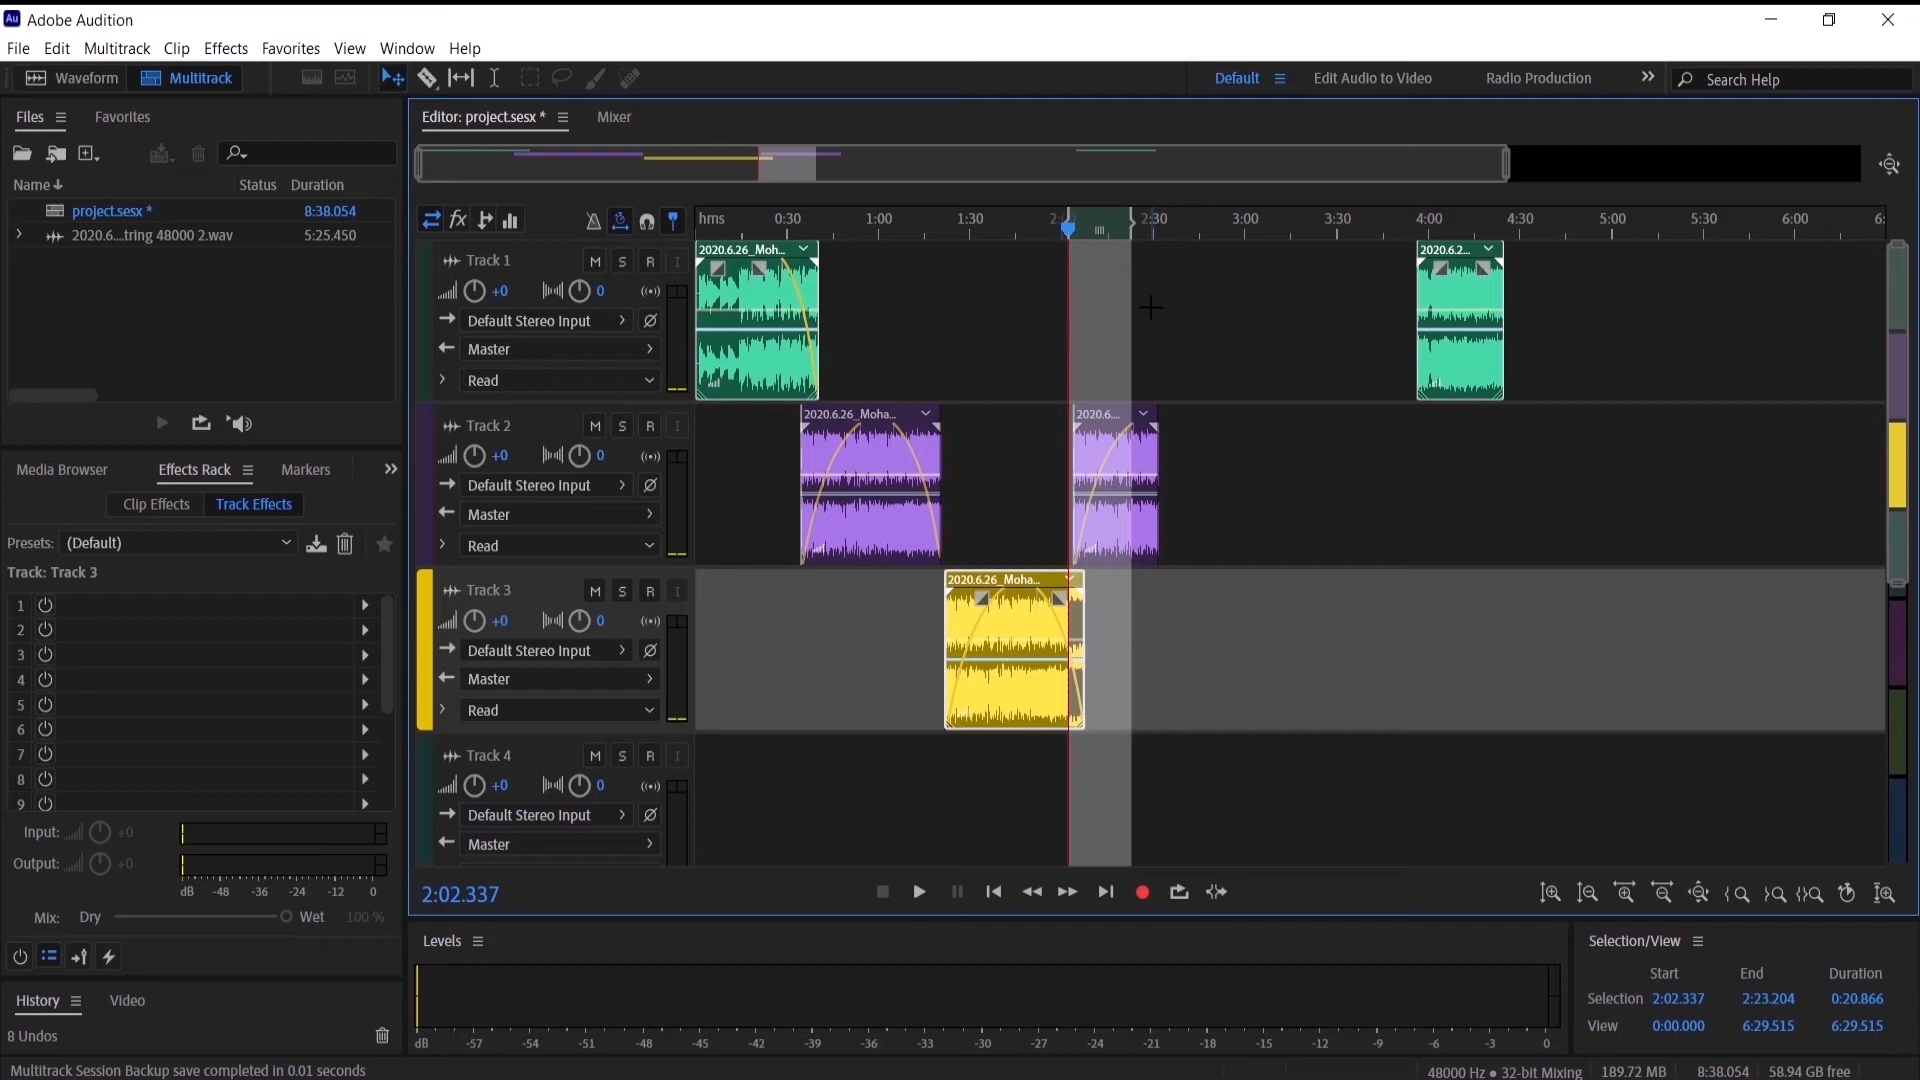 Au Adobe Audition
File Edit Multitrack Clip Effects Favorites View Window Help
Waveform Multitrack Default Edit Audio to Video Radio Production Search Help
Files Favorites
Editor: project.sesx * Mixer
Name Status Duration
project.sesx * 8:38.054
2020.6....tring 48000 2.wav 5:25.450
hms 0:30 1:00 1:30 2:30 3:00 3:30 4:00 4:30 5:00 5:30 6:00
Track 1 M S R I
+0 0
Default Stereo Input
Master
Read
2020.6.26_Moh...
2020.6.2...
Track 2 M S R I
+0 0
Default Stereo Input
Master
Read
2020.6.26_Moha...
2020.6....
Track 3 M S R I
+0 0
Default Stereo Input
Master
Read
2020.6.26_Moha...
Track 4 M S R I
+0 0
Default Stereo Input
Master
Media Browser Effects Rack Markers
Clip Effects Track Effects
Presets: (Default)
Track: Track 3
1
2
3
4
5
6
7
8
9
Input: +0
Output: +0
dB -48 -36 -24 -12 0
Mix: Dry Wet 100 %
History Video
8 Undos
2:02.337
Levels
dB -57 -54 -51 -48 -45 -42 -39 -36 -33 -30 -27 -24 -21 -18 -15 -12 -9 -6 -3 0
Selection/View
Start End Duration
Selection 2:02.337 2:23.204 0:20.866
View 0:00.000 6:29.515 6:29.515
Multitrack Session Backup save completed in 0.01 seconds
48000 Hz ● 32-bit Mixing 189.72 MB 8:38.054 58.94 GB free